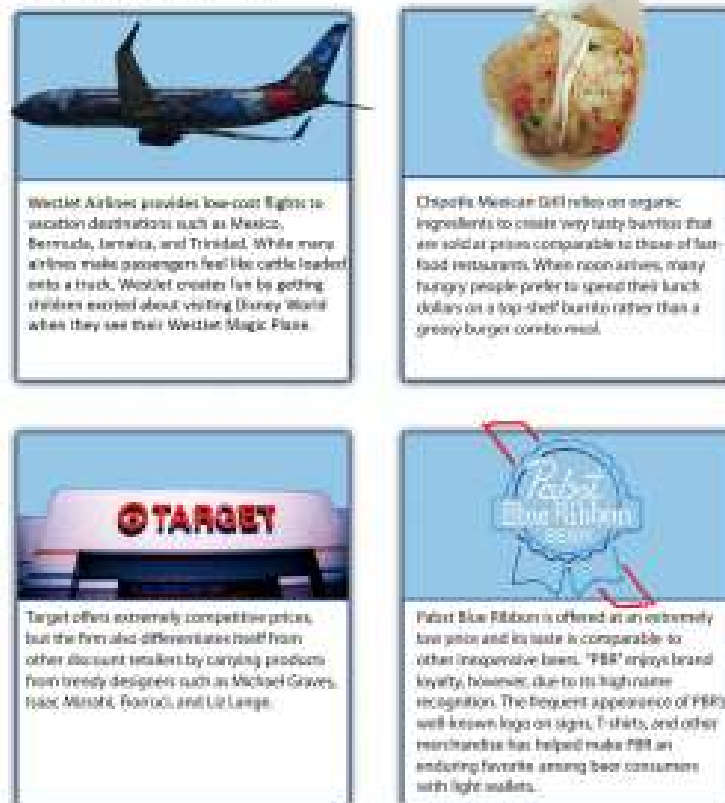 WestJet Airlines provides low-cost flights to
vacation destinations such as Mexico,
Bermuda, Jamaica, and Trinidad. While many
airlines make passengers feel like cattle loaded
onto a truck, WestJet creates fun by getting
children excited about visiting Disney World
when they see their WestJet Magic Plane.
Chipotle Mexican Grill relies on organic
ingredients to create very tasty burritos that
are sold at prices comparable to those of fast-
food restaurants. When noon arrives, many
hungry people prefer to spend their lunch
dollars on a top-shelf burrito rather than a
greasy burger combo meal.
TARGET
Target offers extremely competitive prices,
but the firm also differentiates itself from
other discount retailers by carrying products
from trendy designers such as Michael Graves,
Isaac Mizrahi, Fiorruci, and Liz Lange.
Pabst
Blue Ribbon
BEER
Pabst Blue Ribbon is offered at an extremely
low price and its taste is comparable to
other inexpensive beers. "PBR" enjoys brand
loyalty, however, due to its high name
recognition. The frequent appearance of PBR's
well-known logo on signs, T-shirts, and other
merchandise has helped make PBR an
enduring favorite among beer consumers
with light wallets.